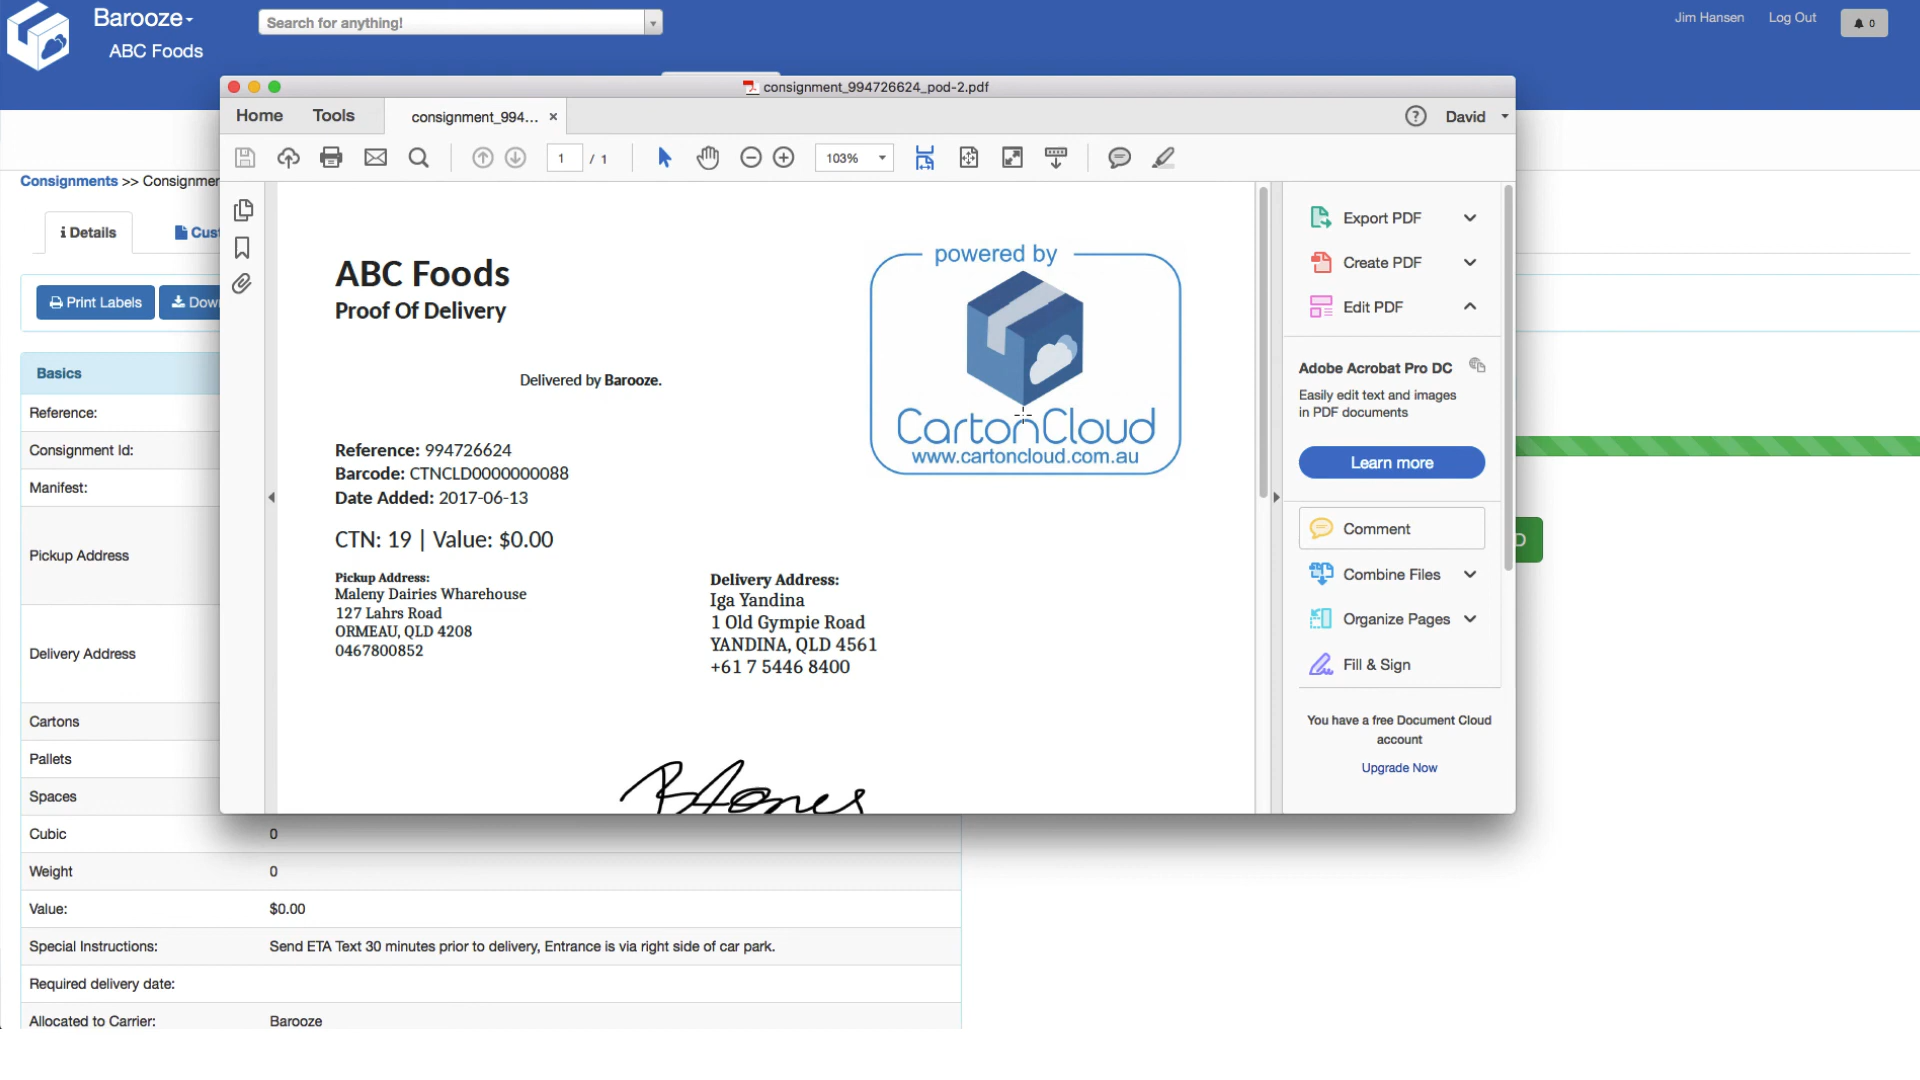 Barooze
ABC Foods
Search for anything!
Jim Hansen
Log Out
0
consignment_994726624_pod-2.pdf
Home
Tools
consignment_994...
David
1 / 1
103%
Consignments >> Consignmen
Details
Cust
Print Labels
Dow
Basics
Reference:
Consignment Id:
Manifest:
Pickup Address
Delivery Address
Cartons
Pallets
Spaces
Cubic 0
Weight 0
Value: $0.00
Special Instructions: Send ETA Text 30 minutes prior to delivery, Entrance is via right side of car park.
Required delivery date:
Allocated to Carrier: Barooze
ABC Foods
Proof Of Delivery
Delivered by Barooze.
powered by
CartonCloud
www.cartoncloud.com.au
Reference: 994726624
Barcode: CTNCLD0000000088
Date Added: 2017-06-13
CTN: 19 | Value: $0.00
Pickup Address:
Maleny Dairies Wharehouse
127 Lahrs Road
ORMEAU, QLD 4208
0467800852
Delivery Address:
Iga Yandina
1 Old Gympie Road
YANDINA, QLD 4561
+61 7 5446 8400
Export PDF
Create PDF
Edit PDF
Adobe Acrobat Pro DC
Easily edit text and images
in PDF documents
Learn more
Comment
Combine Files
Organize Pages
Fill & Sign
You have a free Document Cloud
account
Upgrade Now